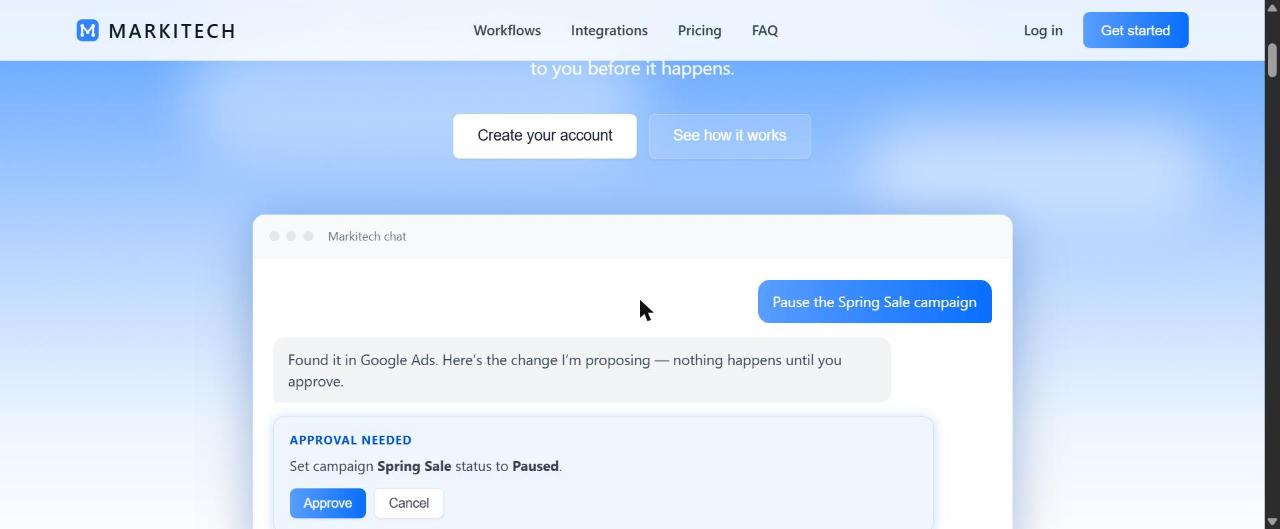 MARKITECH
Workflows
Integrations
Pricing
FAQ
Log in
Get started
to you before it happens.
Create your account
See how it works
Markitech chat
Pause the Spring Sale campaign
Found it in Google Ads. Here's the change I'm proposing — nothing happens until you
approve.
APPROVAL NEEDED
Set campaign Spring Sale status to Paused.
Approve
Cancel